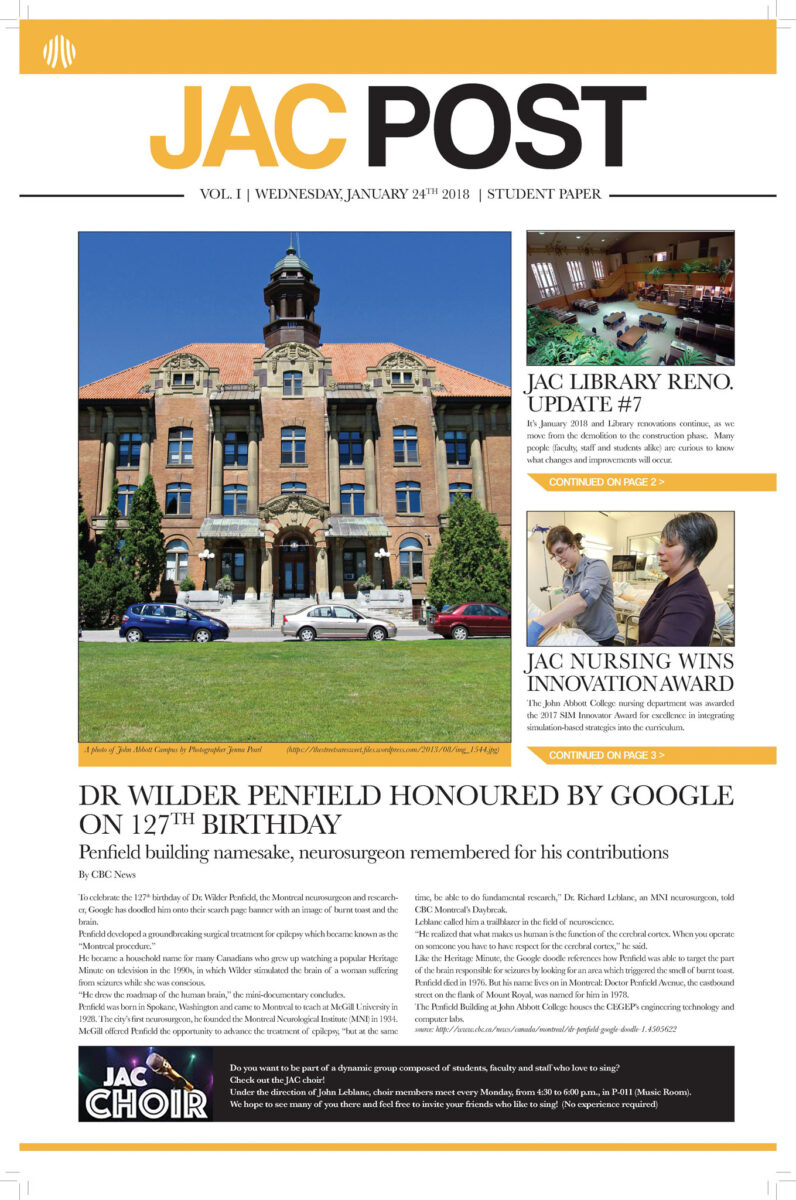 JAC POST
VOL. I | WEDNESDAY, JANUARY 24TH 2018 | STUDENT PAPER
A photo of John Abbott Campus by Photographer Jenna Pearl (https://thestreetsaresweet.files.wordpress.com/2013/08/img_1544.jpg)
JAC LIBRARY RENO.
UPDATE #7
It's January 2018 and Library renovations continue, as we
move from the demolition to the construction phase. Many
people (faculty, staff and students alike) are curious to know
what changes and improvements will occur.
CONTINUED ON PAGE 2 >
JAC NURSING WINS
INNOVATION AWARD
The John Abbott College nursing department was awarded
the 2017 SIM Innovator Award for excellence in integrating
simulation-based strategies into the curriculum.
CONTINUED ON PAGE 3 >
DR WILDER PENFIELD HONOURED BY GOOGLE
ON 127TH BIRTHDAY
Penfield building namesake, neurosurgeon remembered for his contributions
By CBC News
To celebrate the 127th birthday of Dr. Wilder Penfield, the Montreal neurosurgeon and research-
er, Google has doodled him onto their search page banner with an image of burnt toast and the
brain.
Penfield developed a groundbreaking surgical treatment for epilepsy which became known as the
"Montreal procedure."
He became a household name for many Canadians who grew up watching a popular Heritage
Minute on television in the 1990s, in which Wilder stimulated the brain of a woman suffering
from seizures while she was conscious.
"He drew the roadmap of the human brain," the mini-documentary concludes.
Penfield was born in Spokane, Washington and came to Montreal to teach at McGill University in
1928. The city's first neurosurgeon, he founded the Montreal Neurological Institute (MNI) in 1934.
McGill offered Penfield the opportunity to advance the treatment of epilepsy, "but at the same
time, be able to do fundamental research," Dr. Richard Leblanc, an MNI neurosurgeon, told
CBC Montreal's Daybreak.
Leblanc called him a trailblazer in the field of neuroscience.
"He realized that what makes us human is the function of the cerebral cortex. When you operate
on someone you have to have respect for the cerebral cortex," he said.
Like the Heritage Minute, the Google doodle references how Penfield was able to target the part
of the brain responsible for seizures by looking for an area which triggered the smell of burnt toast.
Penfield died in 1976. But his name lives on in Montreal: Doctor Penfield Avenue, the eastbound
street on the flank of Mount Royal, was named for him in 1978.
The Penfield Building at John Abbott College houses the CEGEP's engineering technology and
computer labs.
source: http://www.cbc.ca/news/canada/montreal/dr-penfield-google-doodle-1.4505622
JAC
CHOIR
Do you want to be part of a dynamic group composed of students, faculty and staff who love to sing?
Check out the JAC choir!
Under the direction of John Leblanc, choir members meet every Monday, from 4:30 to 6:00 p.m., in P-011 (Music Room).
We hope to see many of you there and feel free to invite your friends who like to sing! (No experience required)